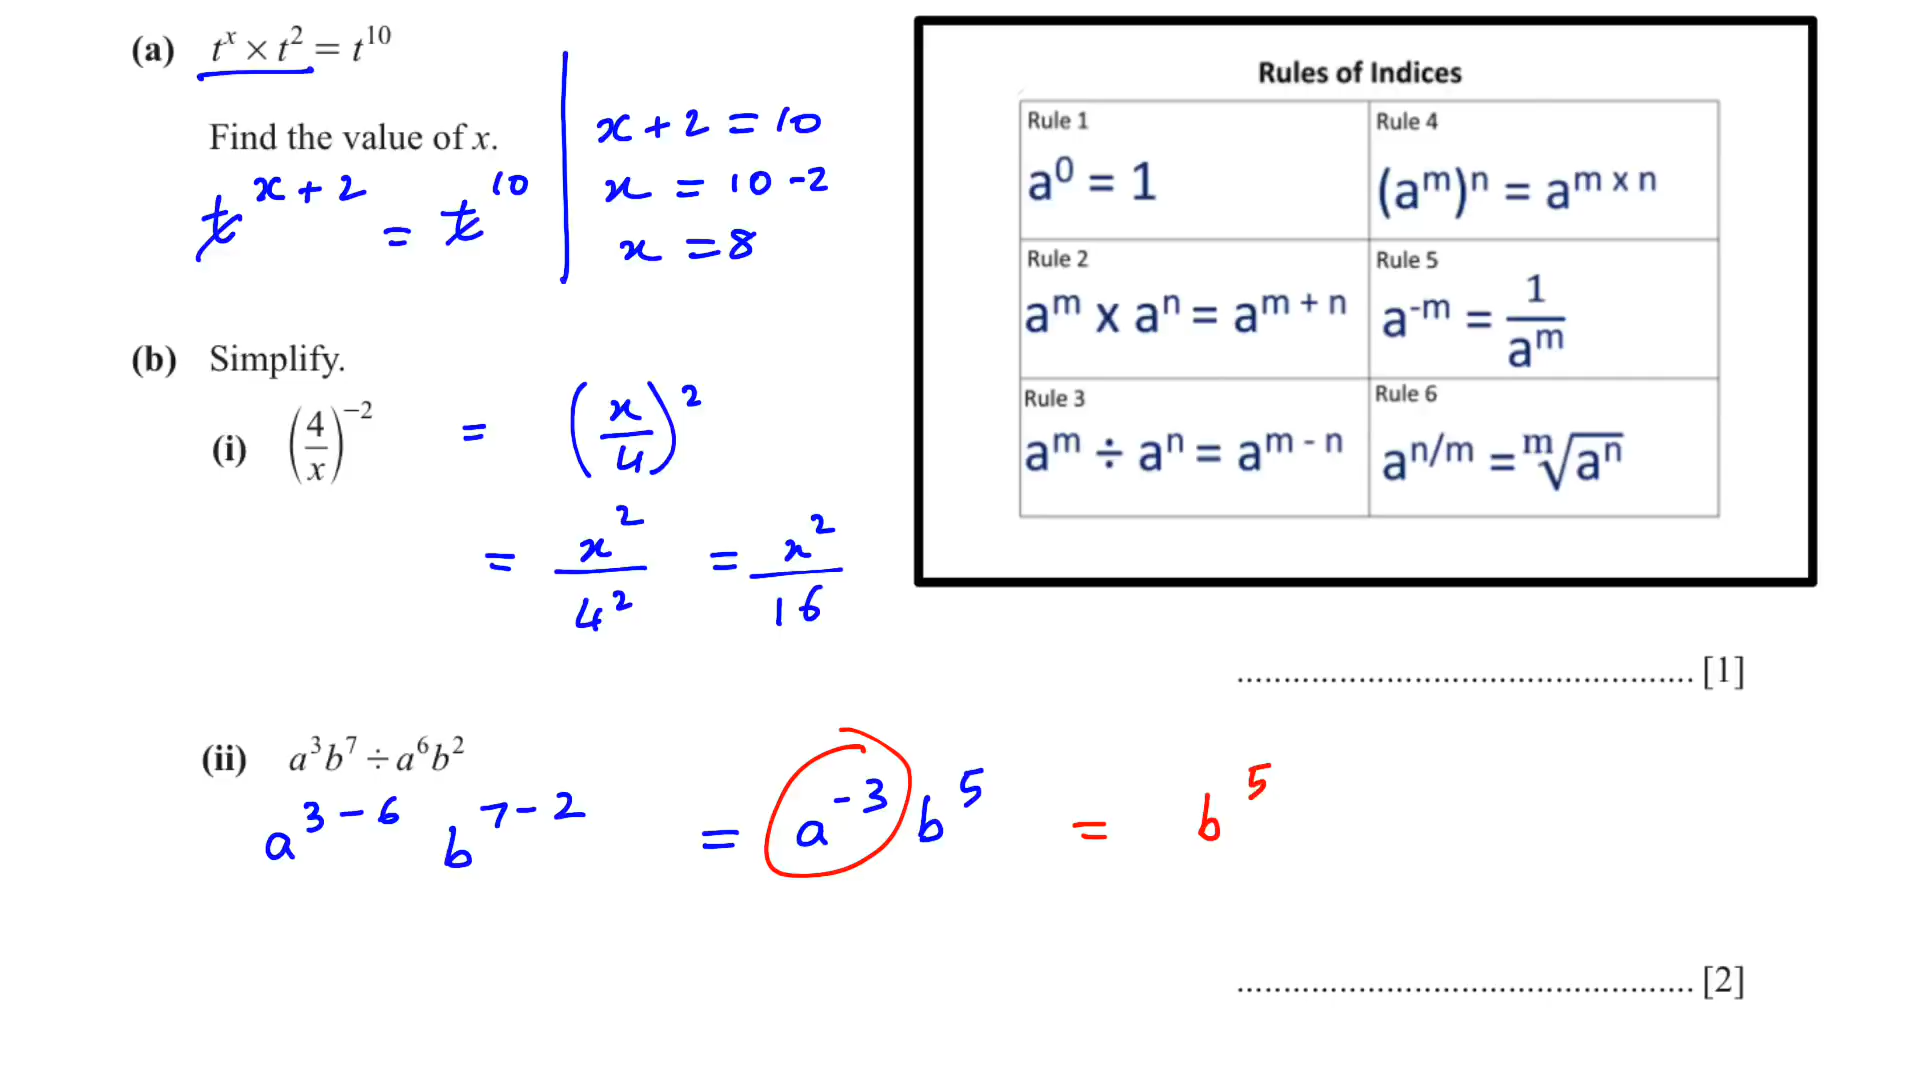 (a) t^x × t^2 = t^10
Find the value of x.
t^(x+2) = t^10
x + 2 = 10
x = 10 - 2
x = 8
(b) Simplify.
(i) (4/x)^−2 = (x/4)^2
= x^2/4^2 = x^2/16
[1]
(ii) a^3 b^7 ÷ a^6 b^2
a^(3-6) b^(7-2) = a^-3 b^5 = b^5
[2]
Rules of Indices
Rule 1
a^0 = 1
Rule 4
(a^m)^n = a^(m x n)
Rule 2
a^m x a^n = a^(m + n)
Rule 5
a^-m = 1/a^m
Rule 3
a^m ÷ a^n = a^(m - n)
Rule 6
a^(n/m) = m√a^n